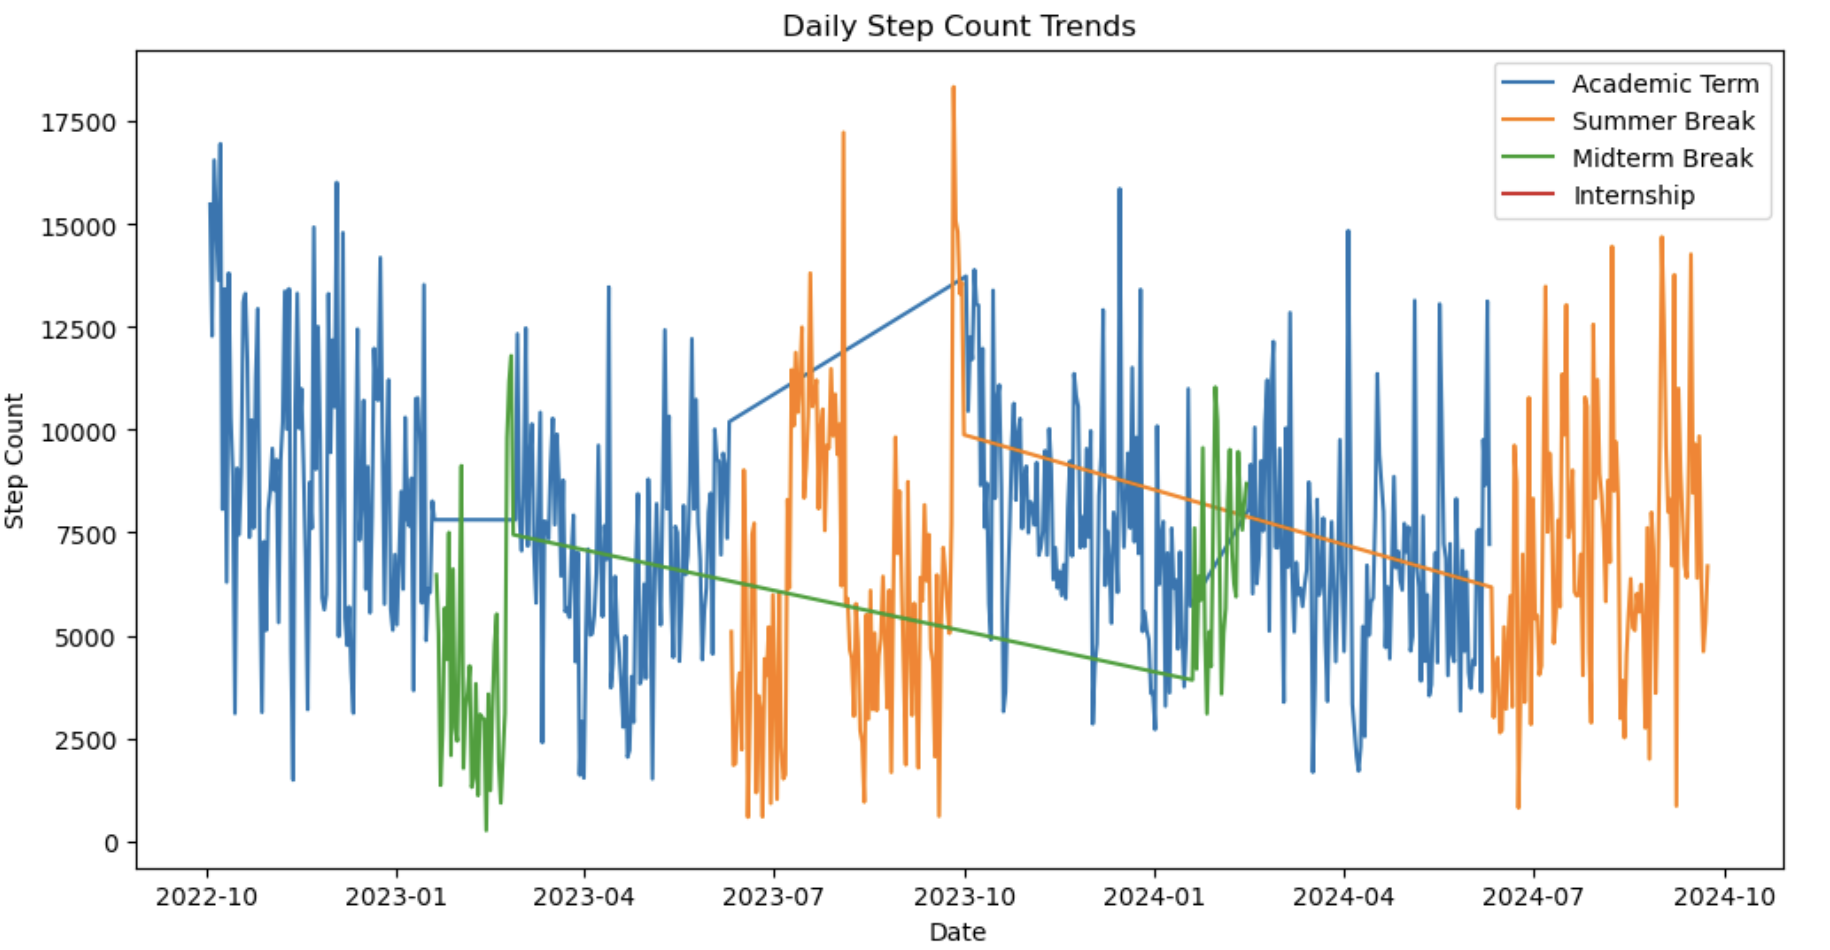 Daily Step Count Trends
Academic Term
Summer Break
Midterm Break
Internship
Step Count
17500
15000
12500
10000
7500
5000
2500
0
2022-10 2023-01 2023-04 2023-07 2023-10 2024-01 2024-04 2024-07 2024-10
Date